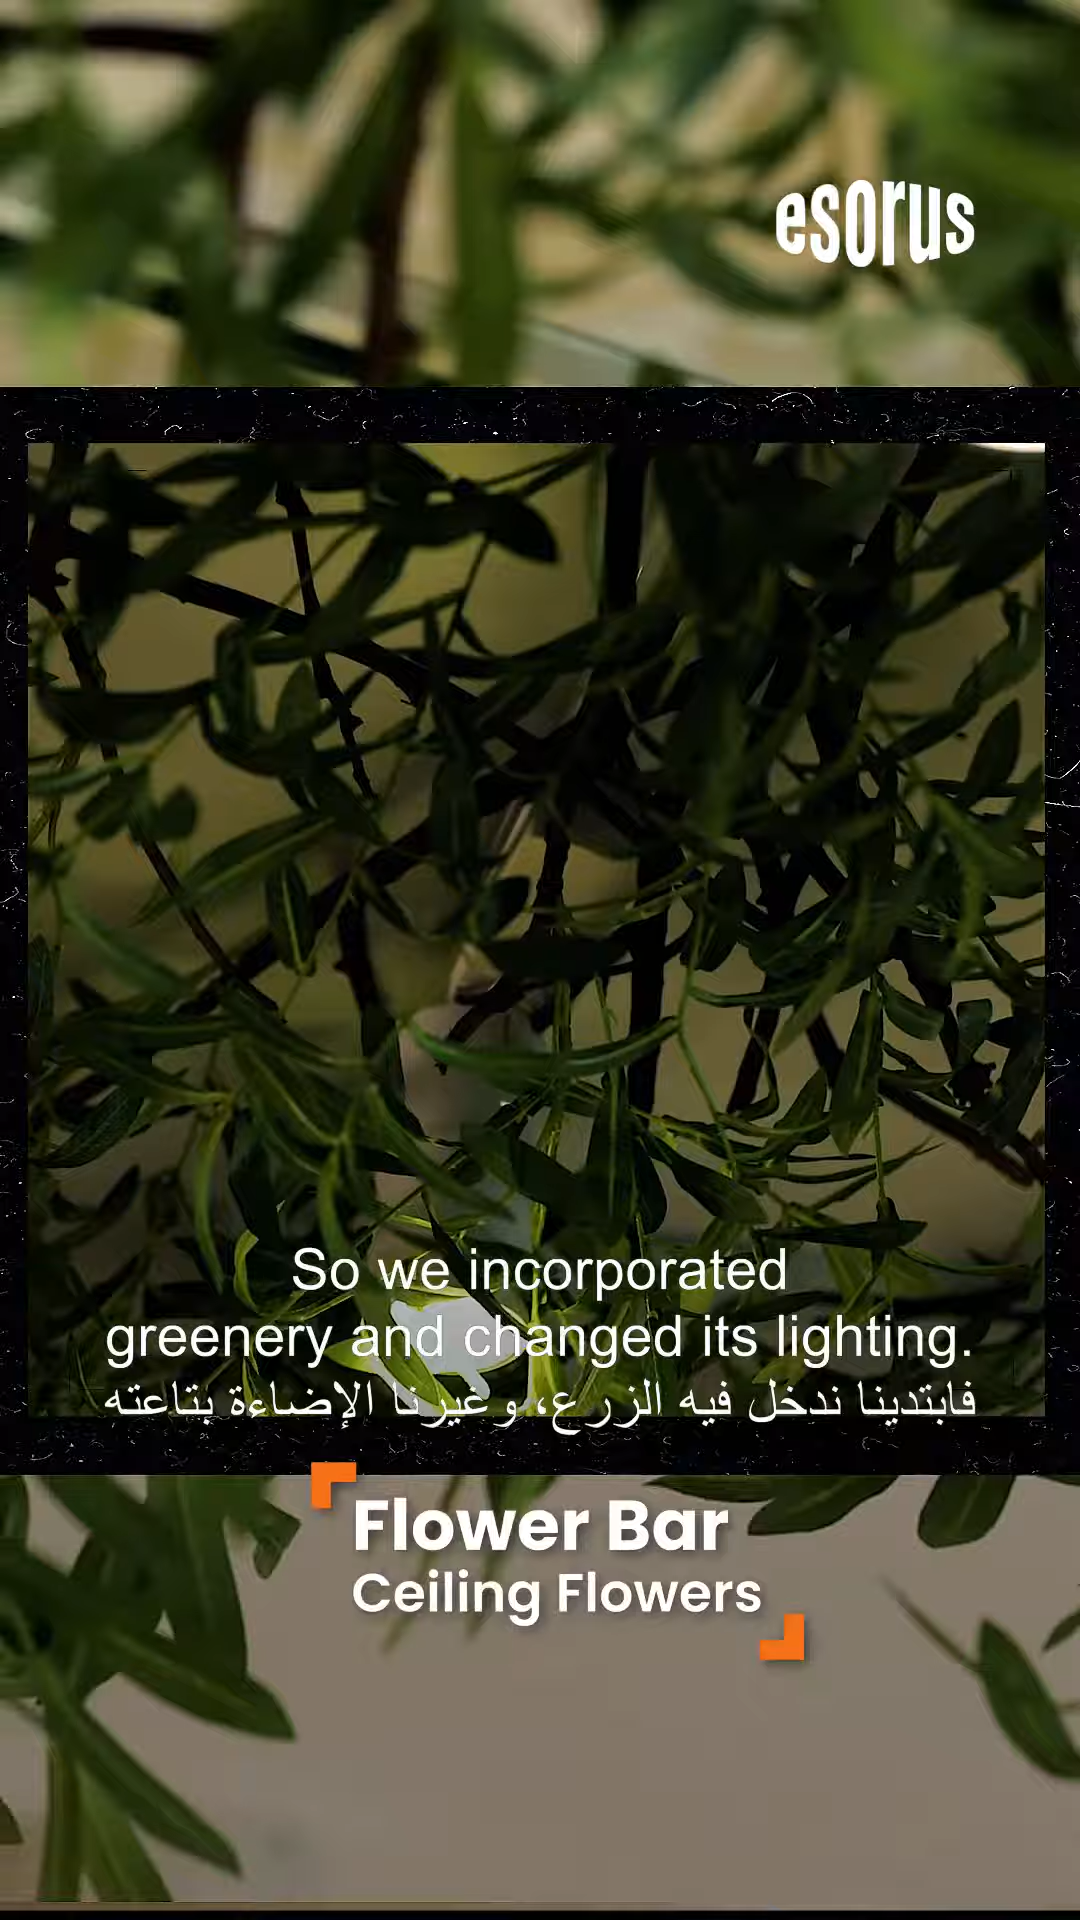 esorus
So we incorporated
greenery and changed its lighting.
فابتدينا ندخل فيه الزرع، وغيرنا الإضاءة بتاعته
Flower Bar
Ceiling Flowers